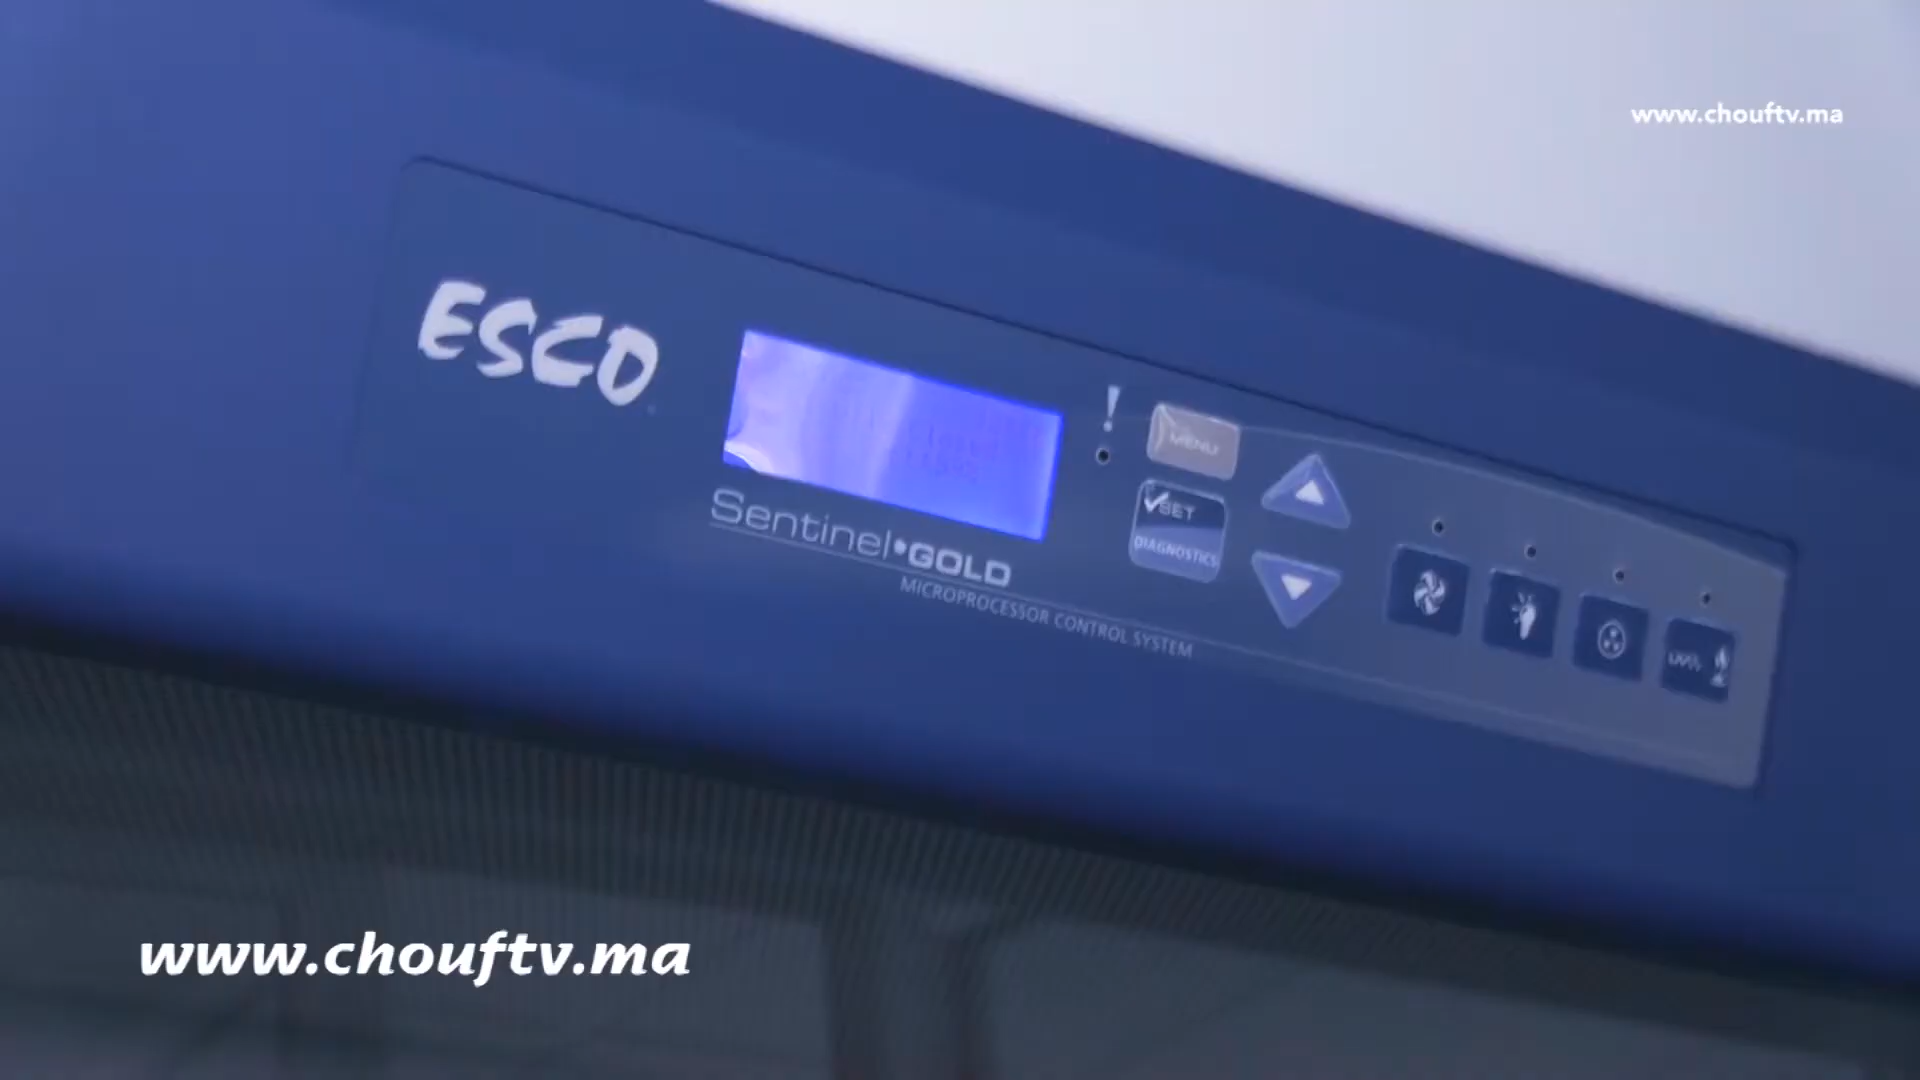 www.chouftv.ma
ESCO
MENU
SET
DIAGNOSTICS
Sentinel•GOLD
MICROPROCESSOR CONTROL SYSTEM
www.chouftv.ma